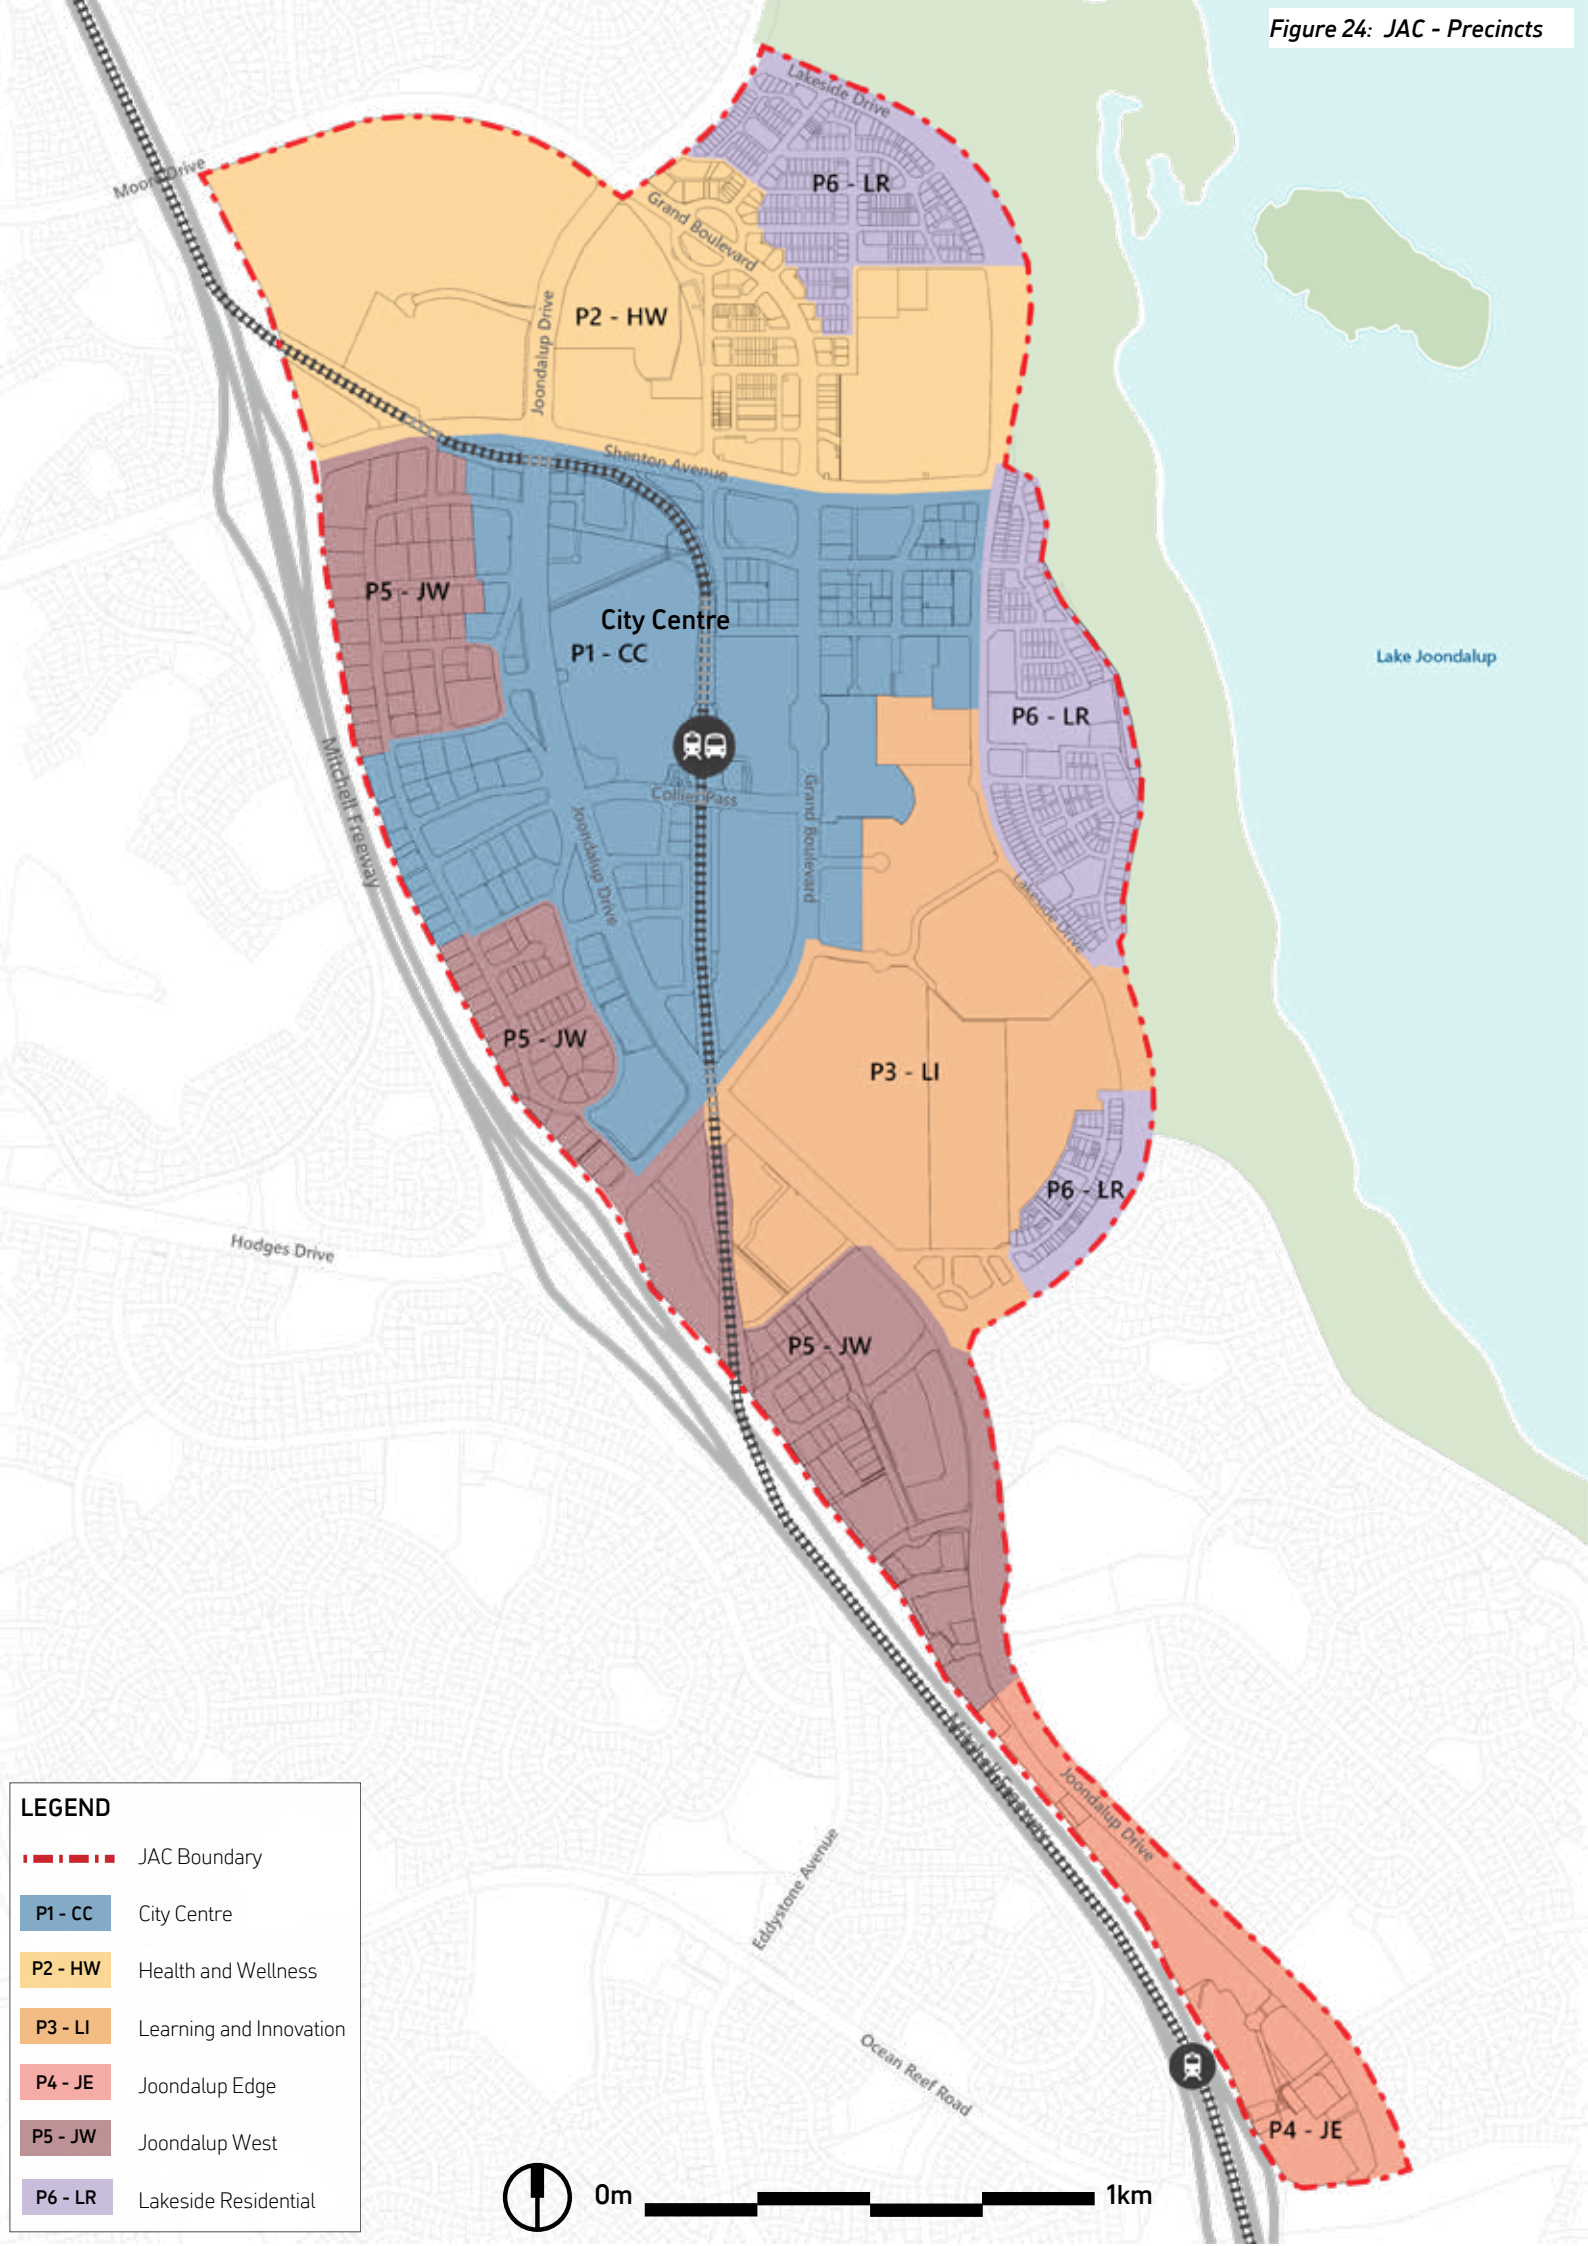 Figure 24: JAC - Precincts
Lakeside Drive
Moore Drive
P6 - LR
Grand Boulevard
P2 - HW
Joondalup Drive
Shenton Avenue
P5 - JW
City Centre
P1 - CC
Lake Joondalup
P6 - LR
Mitchell Freeway
Collier Pass
Grand Boulevard
Joondalup Drive
Lakeside Drive
P5 - JW
P3 - LI
P6 - LR
Hodges Drive
P5 - JW
Mitchell Freeway
Joondalup Drive
Eddystone Avenue
Ocean Reef Road
P4 - JE
LEGEND
JAC Boundary
P1 - CC City Centre
P2 - HW Health and Wellness
P3 - LI Learning and Innovation
P4 - JE Joondalup Edge
P5 - JW Joondalup West
P6 - LR Lakeside Residential
0m 1km